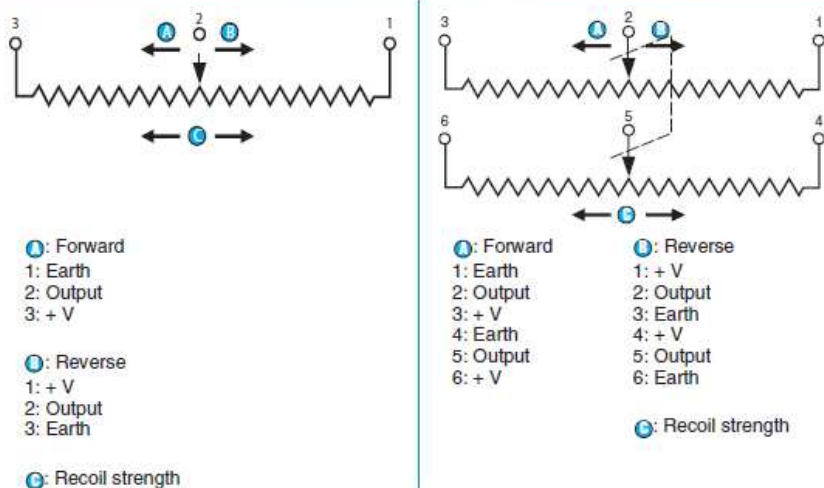 3
2
1
A
B
C
A: Forward
1: Earth
2: Output
3: + V
B: Reverse
1: + V
2: Output
3: Earth
C: Recoil strength
3
2
1
A
B
6
5
4
C
A: Forward
1: Earth
2: Output
3: + V
4: Earth
5: Output
6: + V
B: Reverse
1: + V
2: Output
3: Earth
4: + V
5: Output
6: Earth
C: Recoil strength